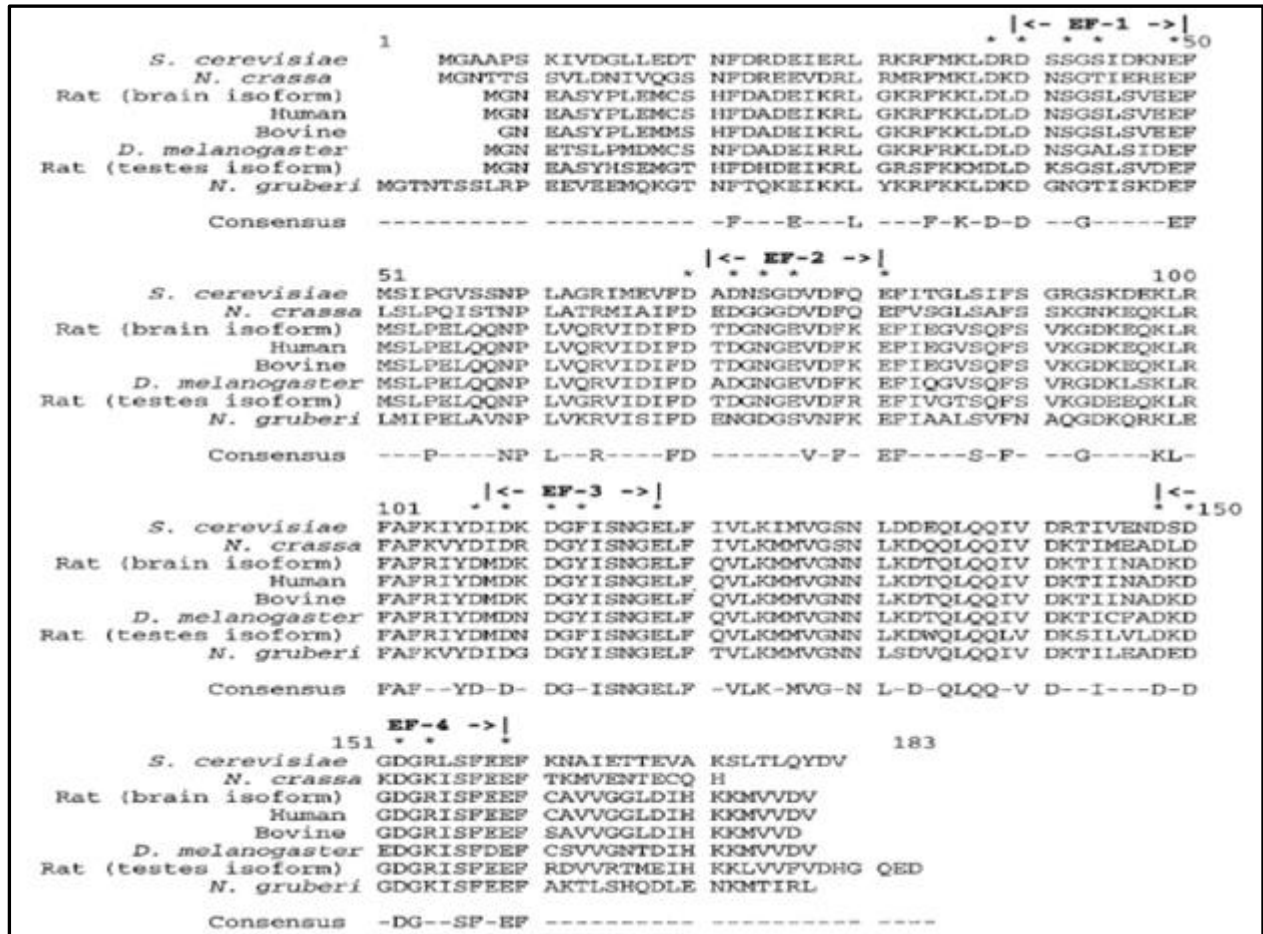 |<- EF-1 ->|
1 * * * * *50
S. cerevisiae MGAAPS KIVDGLLEDT NFDRDEIERL RKRFMKLDRD SSGSIDKNEF
N. crassa MGNTTS SVLDNIVQGS NFDREEVDRL RMRFMKLDKD NSGTIEREEF
Rat (brain isoform) MGN EASYPLEMCS HFDADEIKRL GKRFKKLDLD NSGSLSVEEF
Human MGN EASYPLEMCS HFDADEIKRL GKRFKKLDLD NSGSLSVEEF
Bovine GN EASYPLEMMS HFDADEIKRL GKRFKKLDLD NSGSLSVEEF
D. melanogaster MGN ETSLPMDMCS NFDADEIRRL GKRFRKLDLD NSGALSIDEF
Rat (testes isoform) MGN EASYHSEMGT HFDHDEIKRL GRSFKKMDLD KSGSLSVDEF
N. gruberi MGTNTSSLRP EEVEEMQKGT NFTQKEIKKL YKRFKKLDKD GNGTISKDEF
Consensus ---------- ---------- -F---E---L ---F-K-D-D --G-----EF
|<- EF-2 ->|
51 * * * * * 100
S. cerevisiae MSIPGVSSNP LAGRIMEVFD ADNSGDVDFQ EFITGLSIFS GRGSKDEKLR
N. crassa LSLPQISTNP LATRMIAIFD EDGGGDVDFQ EFVSGLSAFS SKGNKEQKLR
Rat (brain isoform) MSLPELQQNP LVQRVIDIFD TDGNGEVDFK EFIEGVSQFS VKGDKEQKLR
Human MSLPELQQNP LVQRVIDIFD TDGNGEVDFK EFIEGVSQFS VKGDKEQKLR
Bovine MSLPELQQNP LVQRVIDIFD TDGNGEVDFK EFIEGVSQFS VKGDKEQKLR
D. melanogaster MSLPELQQNP LVQRVIDIFD ADGNGEVDFK EFIQGVSQFS VRGDKLSKLR
Rat (testes isoform) MSLPELQQNP LVGRVIDIFD TDGNGEVDFR EFIVGTSQFS VKGDEEQKLR
N. gruberi LMIPELAVNP LVKRVISIFD ENGDGSVNFK EFIAALSVFN AQGDKQRKLE
Consensus ---P----NP L--R----FD ------V-F- EF----S-F- --G----KL-
|<- EF-3 ->| |<-
101 * * * * * * *150
S. cerevisiae FAFKIYDIDK DGFISNGELF IVLKIMVGSN LDDEQLQQIV DRTIVENDSD
N. crassa FAFKVYDIDR DGYISNGELF IVLKMMVGSN LKDQQLQQIV DKTIMEADLD
Rat (brain isoform) FAFRIYDMDK DGYISNGELF QVLKMMVGNN LKDTQLQQIV DKTIINADKD
Human FAFRIYDMDK DGYISNGELF QVLKMMVGNN LKDTQLQQIV DKTIINADKD
Bovine FAFRIYDMDK DGYISNGELF QVLKMMVGNN LKDTQLQQIV DKTIINADKD
D. melanogaster FAFRIYDMDN DGYISNGELF QVLKMMVGNN LKDTQLQQIV DKTICFADKD
Rat (testes isoform) FAFRIYDMDN DGFISNGELF QVLKMMVGNN LKDWQLQQLV DKSILVLDKD
N. gruberi FAFKVYDIDG DGYISNGELF TVLKMMVGNN LSDVQLQQIV DKTILEADED
Consensus FAF--YD-D- DG-ISNGELF -VLK-MVG-N L-D-QLQQ-V D--I---D-D
EF-4 ->|
151 * * * 183
S. cerevisiae GDGRLSFEEF KNAIETTEVA KSLTLQYDV
N. crassa KDGKISFEEF TKMVENTECQ H
Rat (brain isoform) GDGRISFEEF CAVVGGLDIH KKMVVDV
Human GDGRISFEEF CAVVGGLDIH KKMVVDV
Bovine GDGRISFEEF SAVVGGLDIH KKMVVD
D. melanogaster EDGKISFDEF CSVVGNTDIH KKMVVDV
Rat (testes isoform) GDGRISFEEF RDVVRTMEIH KKLVVFVDHG QED
N. gruberi GDGKISFEEF AKTLSHQDLE NKMTIRL
Consensus -DG--SF-EF ---------- ---------- ----